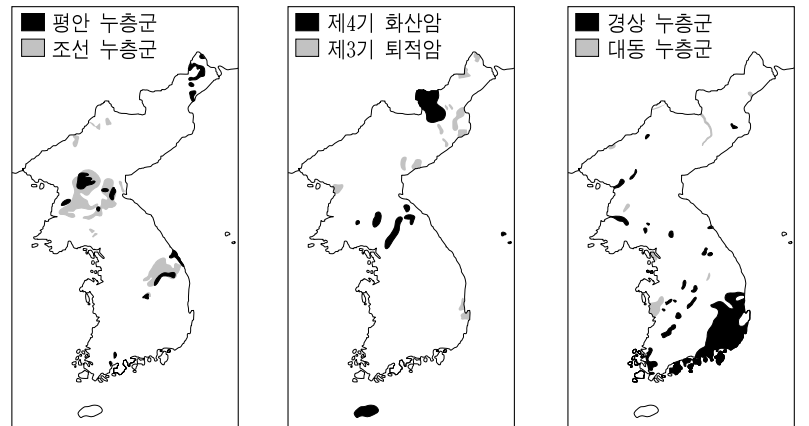 평안 누층군
조선 누층군
제4기 화산암
제3기 퇴적암
경상 누층군
대동 누층군